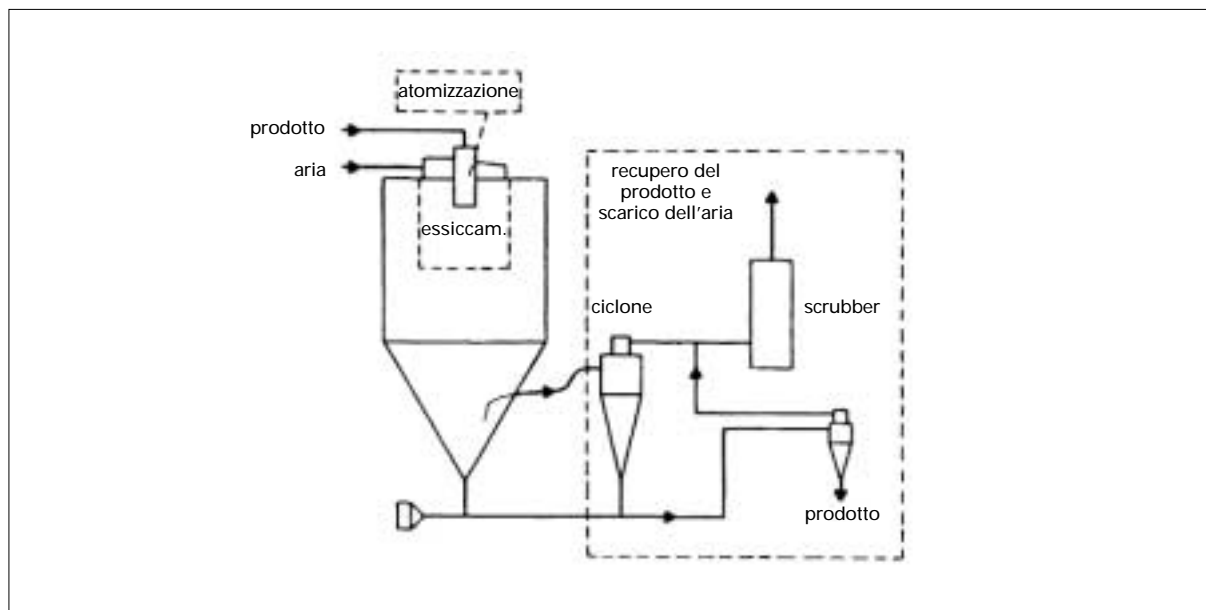 atomizzazione
prodotto
aria
essiccam.
recupero del
prodotto e
scarico dell'aria
ciclone
scrubber
prodotto